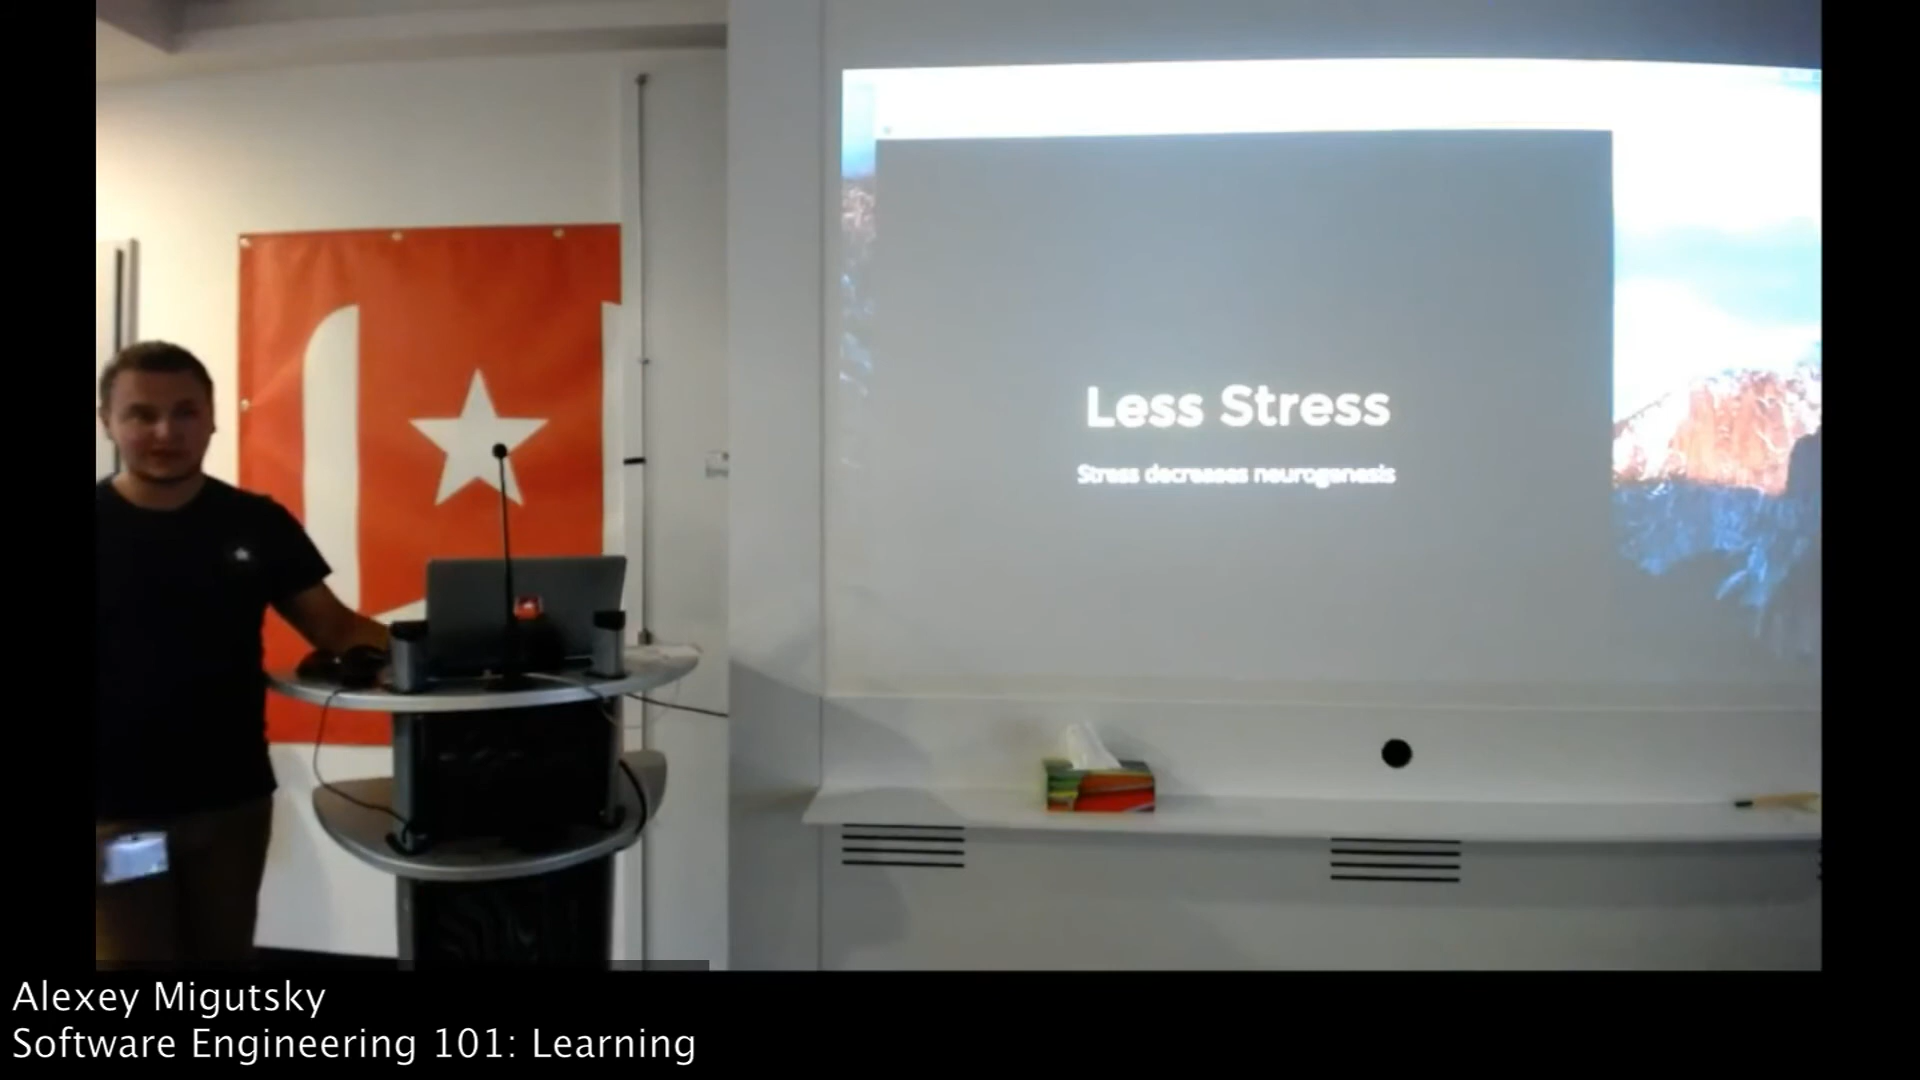 Less Stress
Stress decreases neurogenesis
Alexey Migutsky
Software Engineering 101: Learning